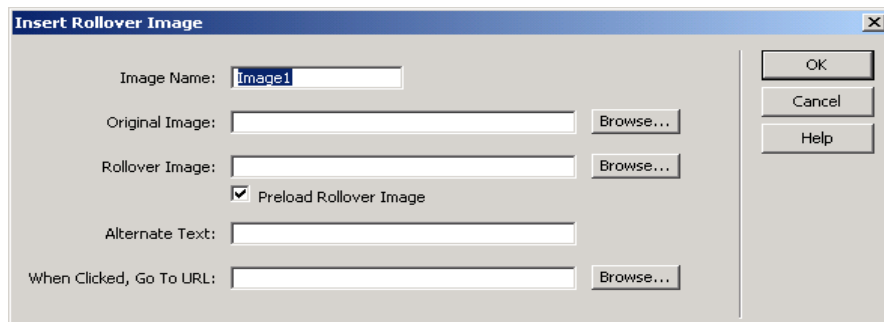 Insert Rollover Image
Image Name: Image1
OK
Original Image: Browse...
Cancel
Rollover Image: Browse...
Help
Preload Rollover Image
Alternate Text:
When Clicked, Go To URL: Browse...